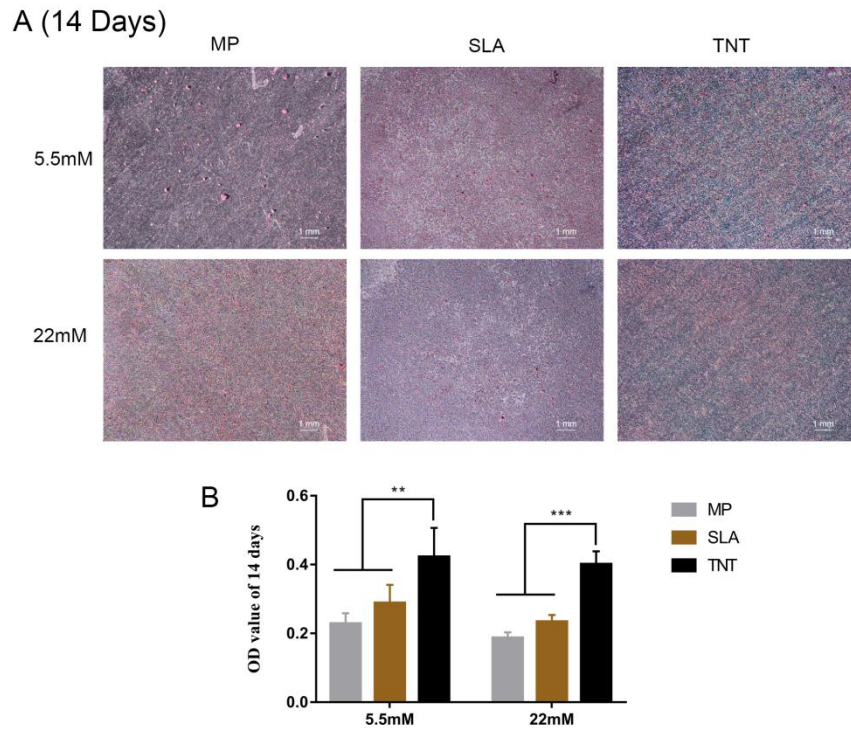 A (14 Days)
MP SLA TNT
5.5mM
1 mm 1 mm 1 mm
22mM
1 mm 1 mm 1 mm
B
OD value of 14 days
0.6
0.4
0.2
0.0
** ***
5.5mM 22mM
MP
SLA
TNT